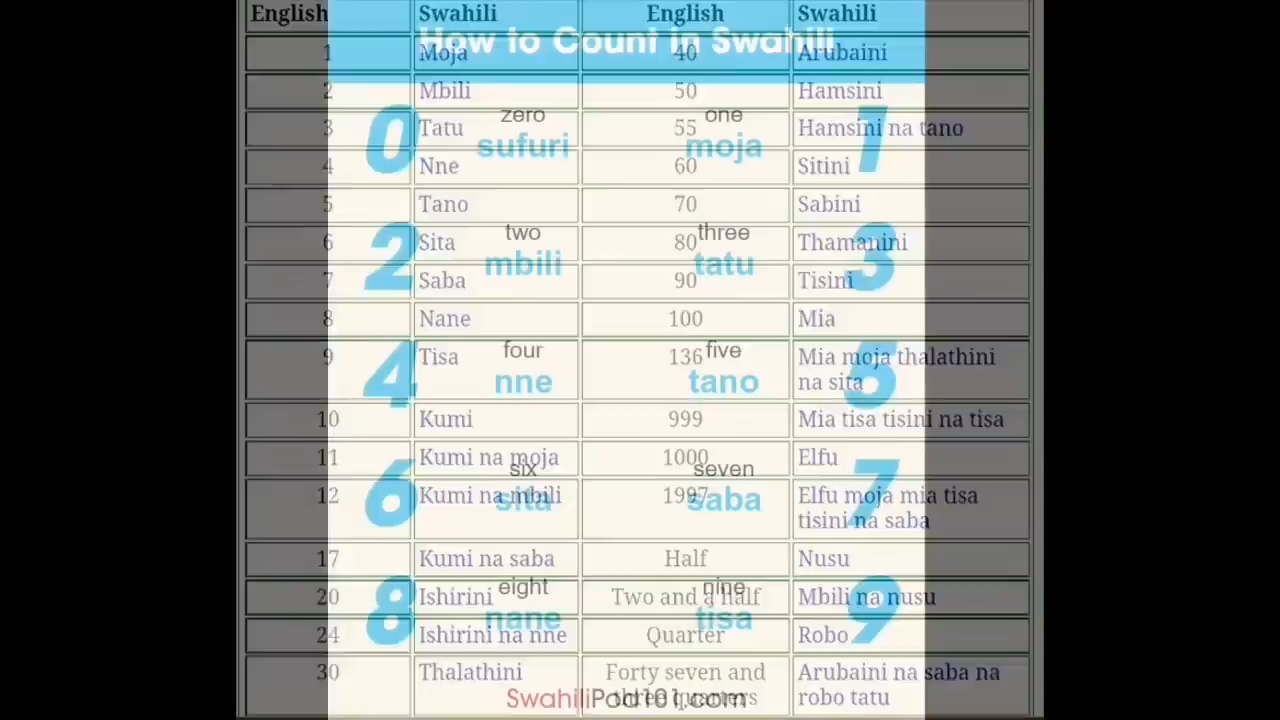 English Swahili English Swahili
1 Moja 40 Arubaini
2 Mbili 50 Hamsini
3 Tatu 55 Hamsini na tano
4 Nne 60 Sitini
5 Tano 70 Sabini
6 Sita 80 Thamanini
7 Saba 90 Tisini
8 Nane 100 Mia
9 Tisa 136 Mia moja thalathini
na sita
10 Kumi 999 Mia tisa tisini na tisa
11 Kumi na moja 1000 Elfu
12 Kumi na mbili 1997 Elfu moja mia tisa
tisini na saba
17 Kumi na saba Half Nusu
20 Ishirini Two and a half Mbili na nusu
24 Ishirini na nne Quarter Robo
30 Thalathini Forty seven and Arubaini na saba na
three quarters robo tatu
How to Count in Swahili
0 zero one 1
sufuri moja
2 two three 3
mbili tatu
4 four five 5
nne tano
6 six seven 7
sita saba
8 eight nine 9
nane tisa
SwahiliPod101.com